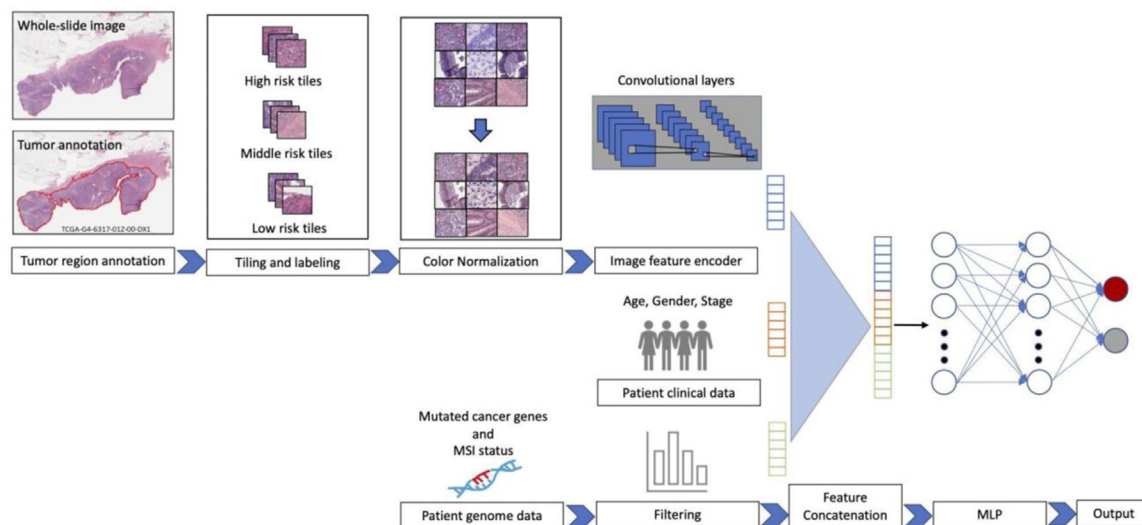 Whole-slide image
Tumor annotation
TCGA-G4-6317-01Z-00-DX1
High risk tiles
Middle risk tiles
Low risk tiles
Convolutional layers
Tumor region annotation
Tiling and labeling
Color Normalization
Image feature encoder
Age, Gender, Stage
Patient clinical data
Mutated cancer genes
and
MSI status
Patient genome data
Filtering
Feature
Concatenation
MLP
Output